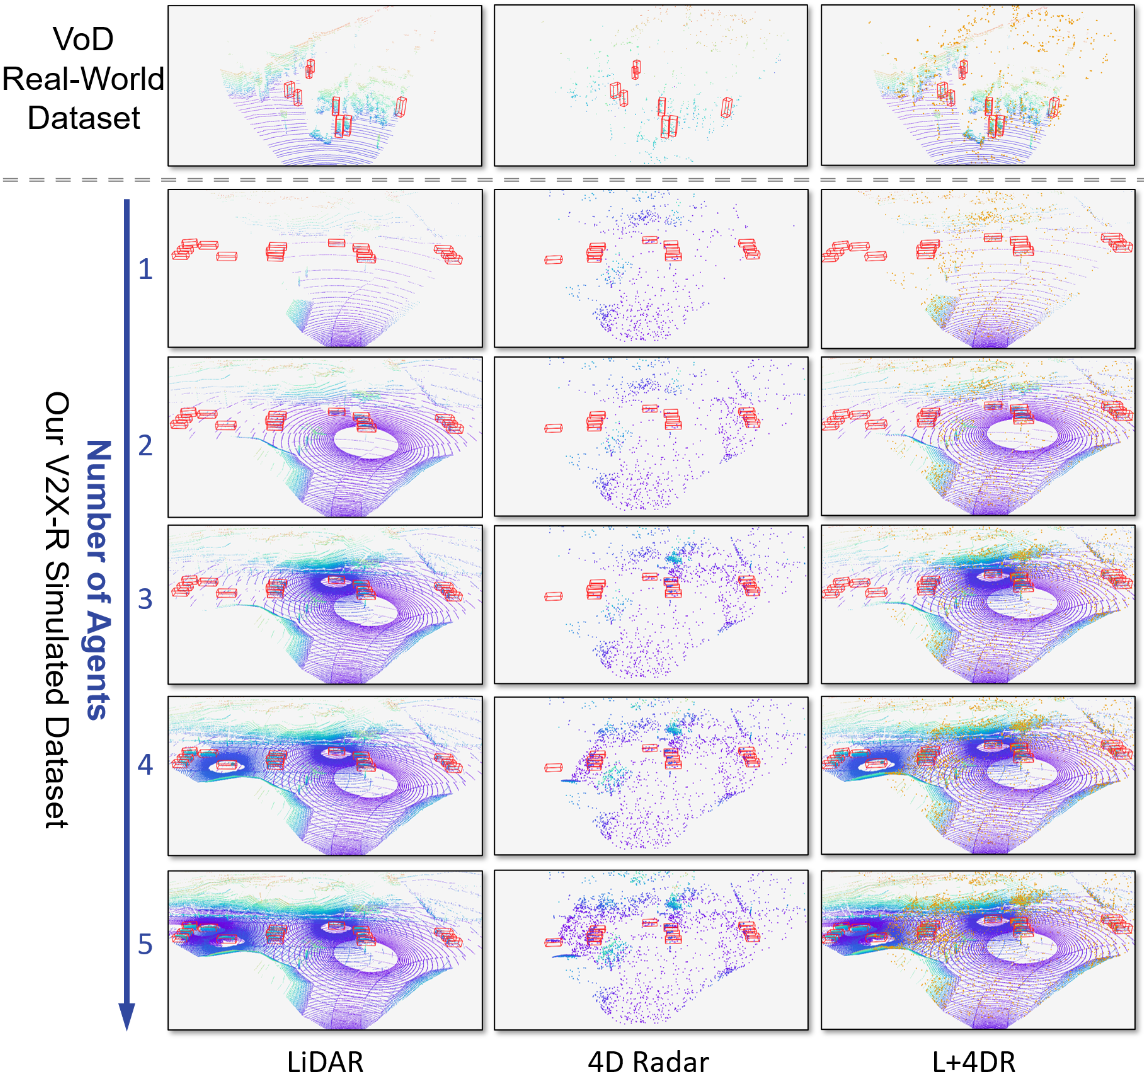 VoD
Real-World
Dataset
Our V2X-R Simulated Dataset
Number of Agents
1
2
3
4
5
LiDAR
4D Radar
L+4DR